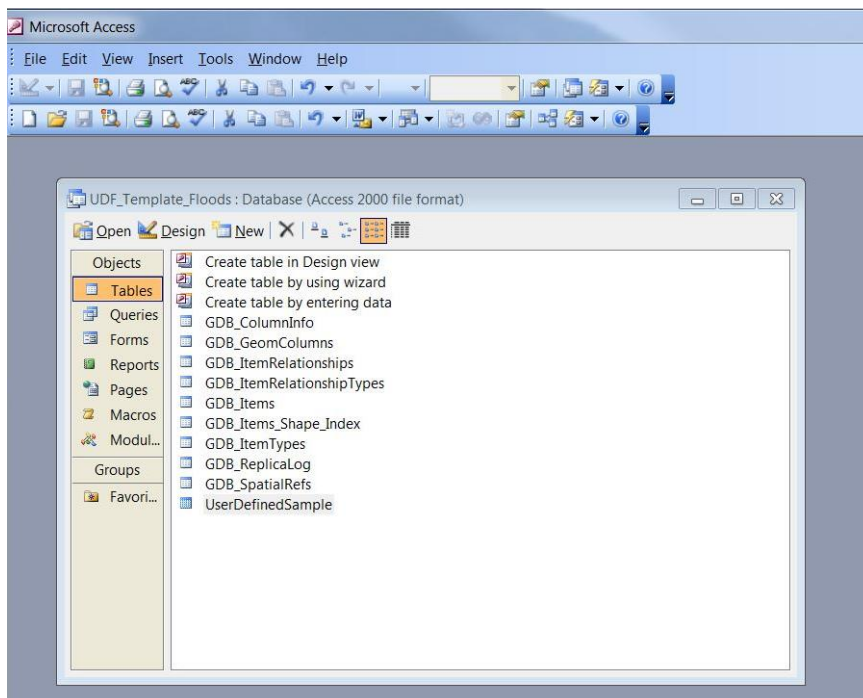 Microsoft Access
File Edit View Insert Tools Window Help
UDF_Template_Floods : Database (Access 2000 file format)
Open Design New
Objects
Tables
Queries
Forms
Reports
Pages
Macros
Modul...
Groups
Favori...
Create table in Design view
Create table by using wizard
Create table by entering data
GDB_ColumnInfo
GDB_GeomColumns
GDB_ItemRelationships
GDB_ItemRelationshipTypes
GDB_Items
GDB_Items_Shape_Index
GDB_ItemTypes
GDB_ReplicaLog
GDB_SpatialRefs
UserDefinedSample